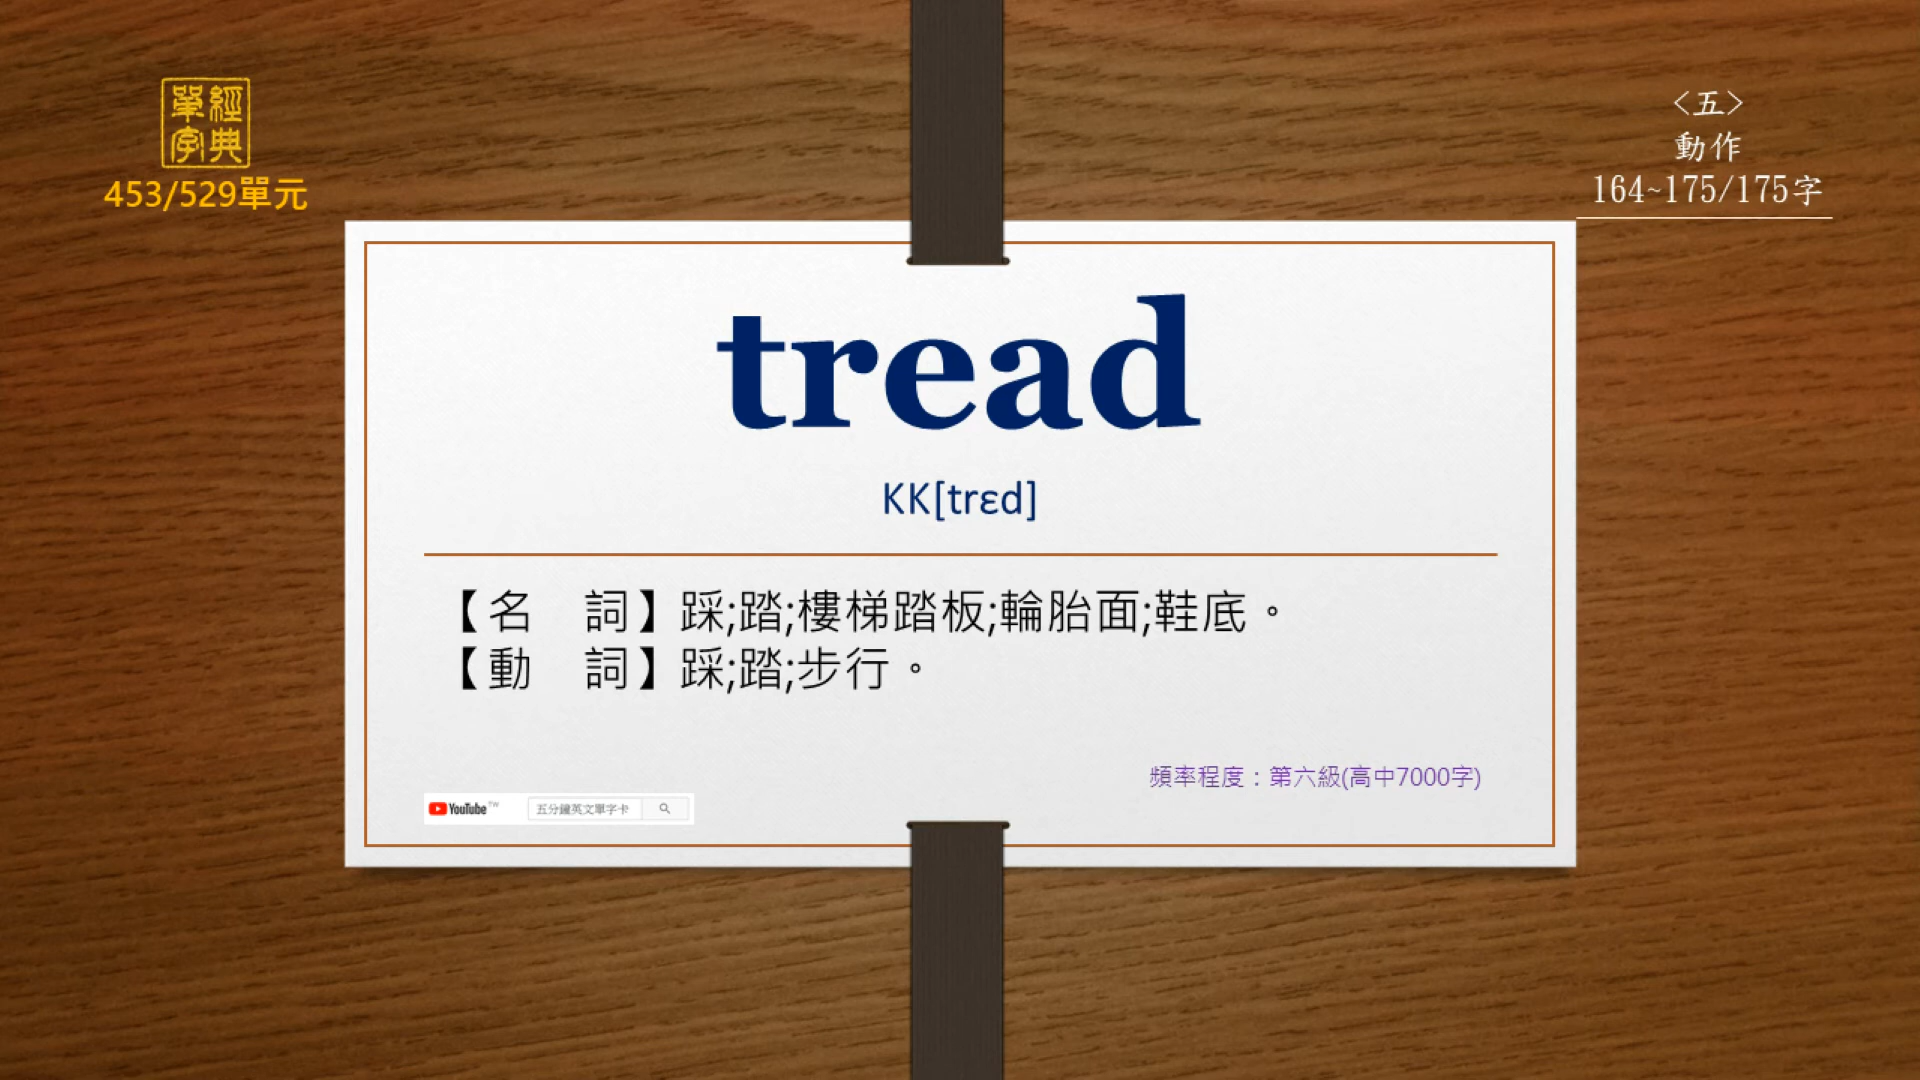 經典
單字
453/529單元
<五>
動作
164~175/175字
tread
KK[trɛd]
【名　詞】踩;踏;樓梯踏板;輪胎面;鞋底。
【動　詞】踩;踏;步行。
頻率程度：第六級(高中7000字)
YouTube TW
五分鐘英文單字卡